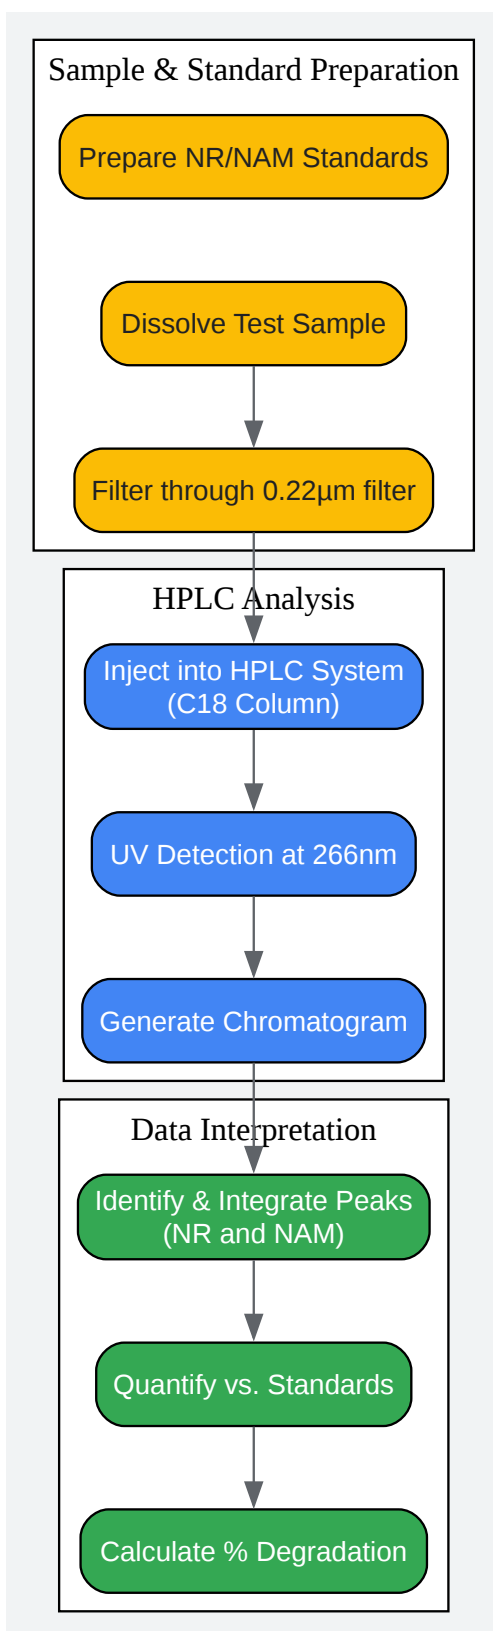 Sample & Standard Preparation
Prepare NR/NAM Standards
Dissolve Test Sample
Filter through 0.22µm filter
HPLC Analysis
Inject into HPLC System
(C18 Column)
UV Detection at 266nm
Generate Chromatogram
Data Interpretation
Identify & Integrate Peaks
(NR and NAM)
Quantify vs. Standards
Calculate % Degradation